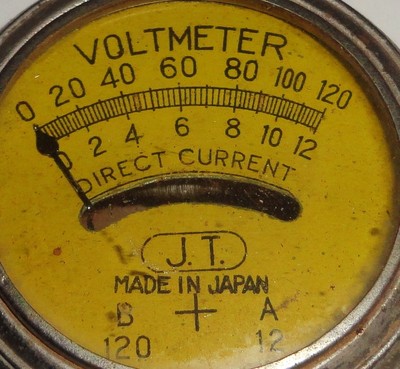 VOLTMETER
0 20 40 60 80 100 120
0 2 4 6 8 10 12
DIRECT CURRENT
J.T.
MADE IN JAPAN
B + A
120 12